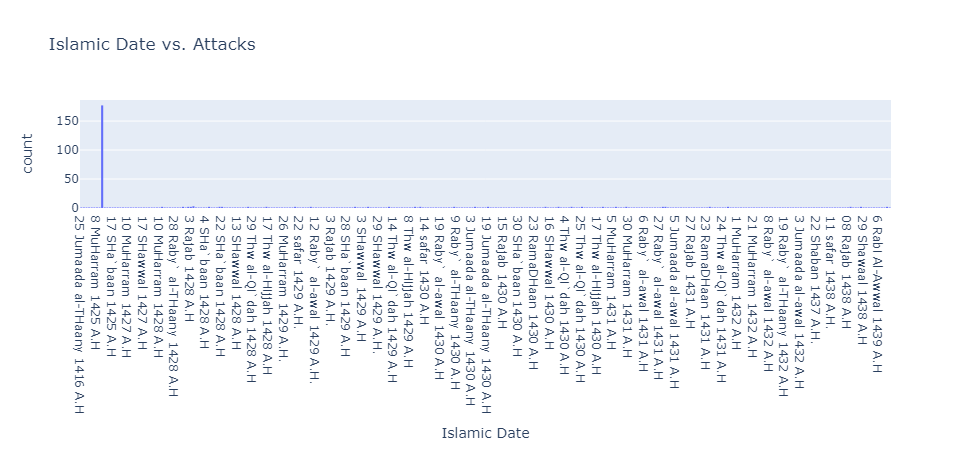 Islamic Date vs. Attacks
150
100
50
0
count
25 Jumaada al-THaany 1416 A.H
8 MuHarram 1425 A.H
17 SHa`baan 1425 A.H
10 MuHarram 1427 A.H
17 SHawwal 1427 A.H
10 MuHarram 1428 A.H
28 Raby` al-THaany 1428 A.H
3 RaJab 1428 A.H
4 SHa`baan 1428 A.H
22 SHa`baan 1428 A.H
13 SHawwal 1428 A.H
29 Thw al-QI`dah 1428 A.H
17 Thw al-HIJJah 1428 A.H
26 MuHarram 1429 A.H.
22 safar 1429 A.H.
12 Raby` al-awal 1429 A.H.
3 RaJab 1429 A.H.
28 SHa`baan 1429 A.H
3 SHawwal 1429 A.H
29 SHawwal 1429 A.H.
14 Thw al-QI`dah 1429 A.H
8 Thw al-HIJJah 1429 A.H
14 safar 1430 A.H
19 Raby` al-awal 1430 A.H
9 Raby` al-THaany 1430 A.H
3 Jumaada al-THaany 1430 A.H
19 Jumaada al-THaany 1430 A.H
15 RaJab 1430 A.H
30 SHa`baan 1430 A.H
23 RamaDHaan 1430 A.H
16 SHawwal 1430 A.H
4 Thw al-QI`dah 1430 A.H
25 Thw al-QI`dah 1430 A.H
17 Thw al-HIJJah 1430 A.H
5 MuHarram 1431 A.H
30 MuHarram 1431 A.H
6 Raby` al-awal 1431 A.H
27 Raby` al-awal 1431 A.H
5 Jumaada al-awal 1431 A.H
27 RaJab 1431 A.H
23 RamaDHaan 1431 A.H
24 Thw al-QI`dah 1431 A.H
1 MuHarram 1432 A.H
21 MuHarram 1432 A.H
8 Raby` al-awal 1432 A.H
19 Raby` al-THaany 1432 A.H
3 Jumaada al-awal 1432 A.H
22 Shaban 1437 A.H.
11 safar 1438 A.H.
08 Rajab 1438 A.H
29 Shawaal 1438 A.H
6 Rabi Al-Awwal 1439 A.H
Islamic Date